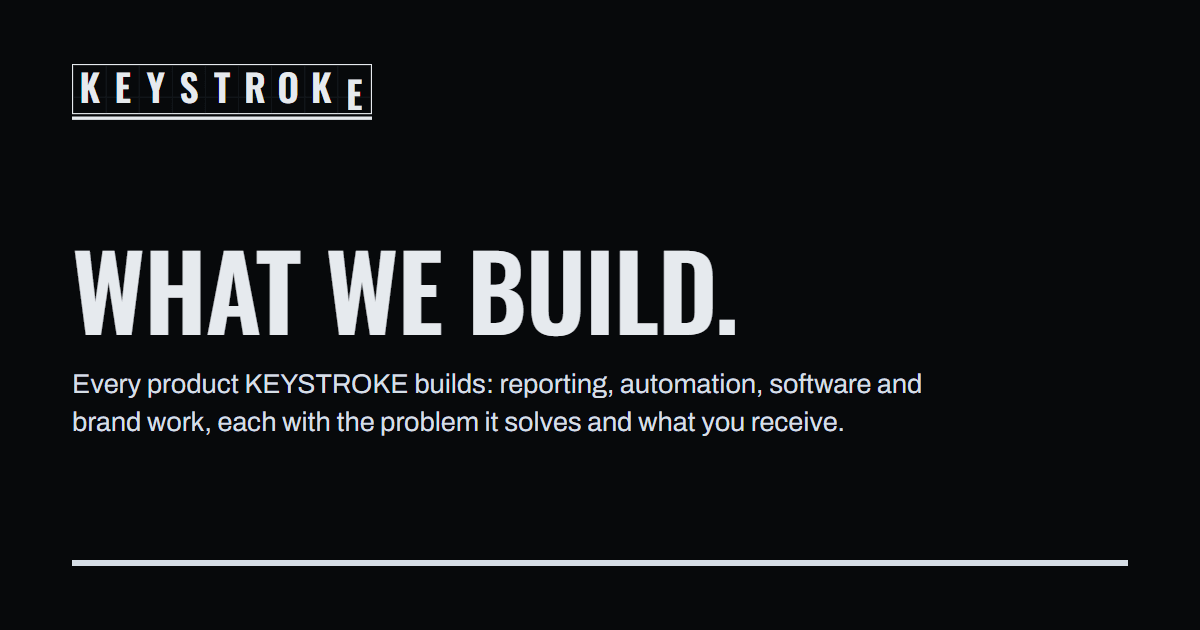 KEYSTROKE
WHAT WE BUILD.
Every product KEYSTROKE builds: reporting, automation, software and
brand work, each with the problem it solves and what you receive.